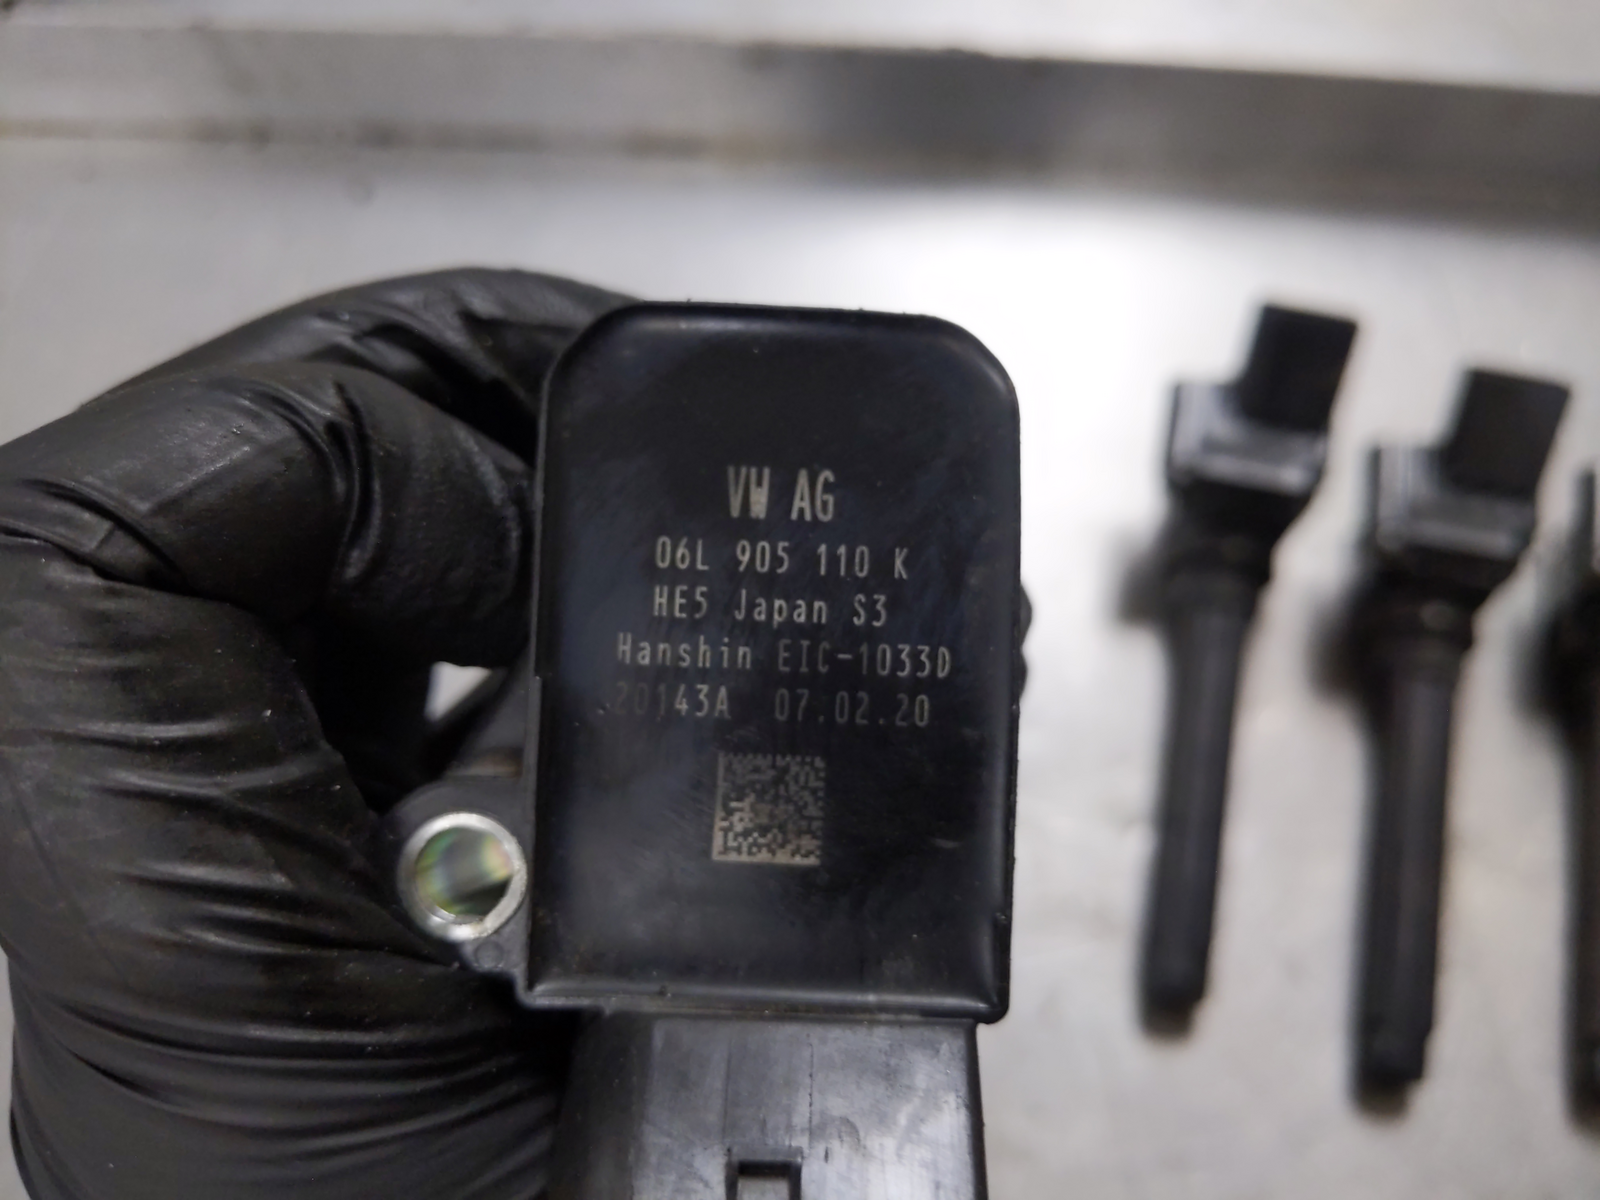 VW AG
06L 905 110 K
HE5 Japan S3
Hanshin EIC-1033D
20143A 07.02.20